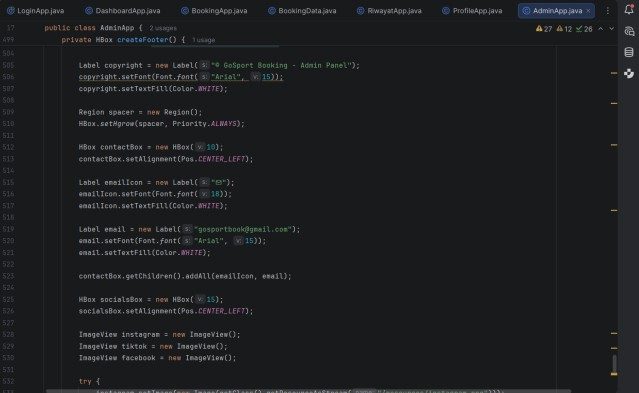 LoginApp.java DashboardApp.java BookingApp.java BookingData.java RiwayatApp.java ProfileApp.java AdminApp.java ×
17 public class AdminApp { 2 usages 27 12 26
499 private HBox createFooter() { 1 usage
504
505 Label copyright = new Label( s: "© GoSport Booking - Admin Panel");
506 copyright.setFont(Font.font( s: "Arial", v: 15));
507 copyright.setTextFill(Color.WHITE);
508
509 Region spacer = new Region();
510 HBox.setHgrow(spacer, Priority.ALWAYS);
511
512 HBox contactBox = new HBox( v: 10);
513 contactBox.setAlignment(Pos.CENTER_LEFT);
514
515 Label emailIcon = new Label( s: "✉");
516 emailIcon.setFont(Font.font( v: 18));
517 emailIcon.setTextFill(Color.WHITE);
518
519 Label email = new Label( s: "gosportbook@gmail.com");
520 email.setFont(Font.font( s: "Arial", v: 15));
521 email.setTextFill(Color.WHITE);
522
523 contactBox.getChildren().addAll(emailIcon, email);
524
525 HBox socialsBox = new HBox( v: 15);
526 socialsBox.setAlignment(Pos.CENTER_LEFT);
527
528 ImageView instagram = new ImageView();
529 ImageView tiktok = new ImageView();
530 ImageView facebook = new ImageView();
531
532 try {